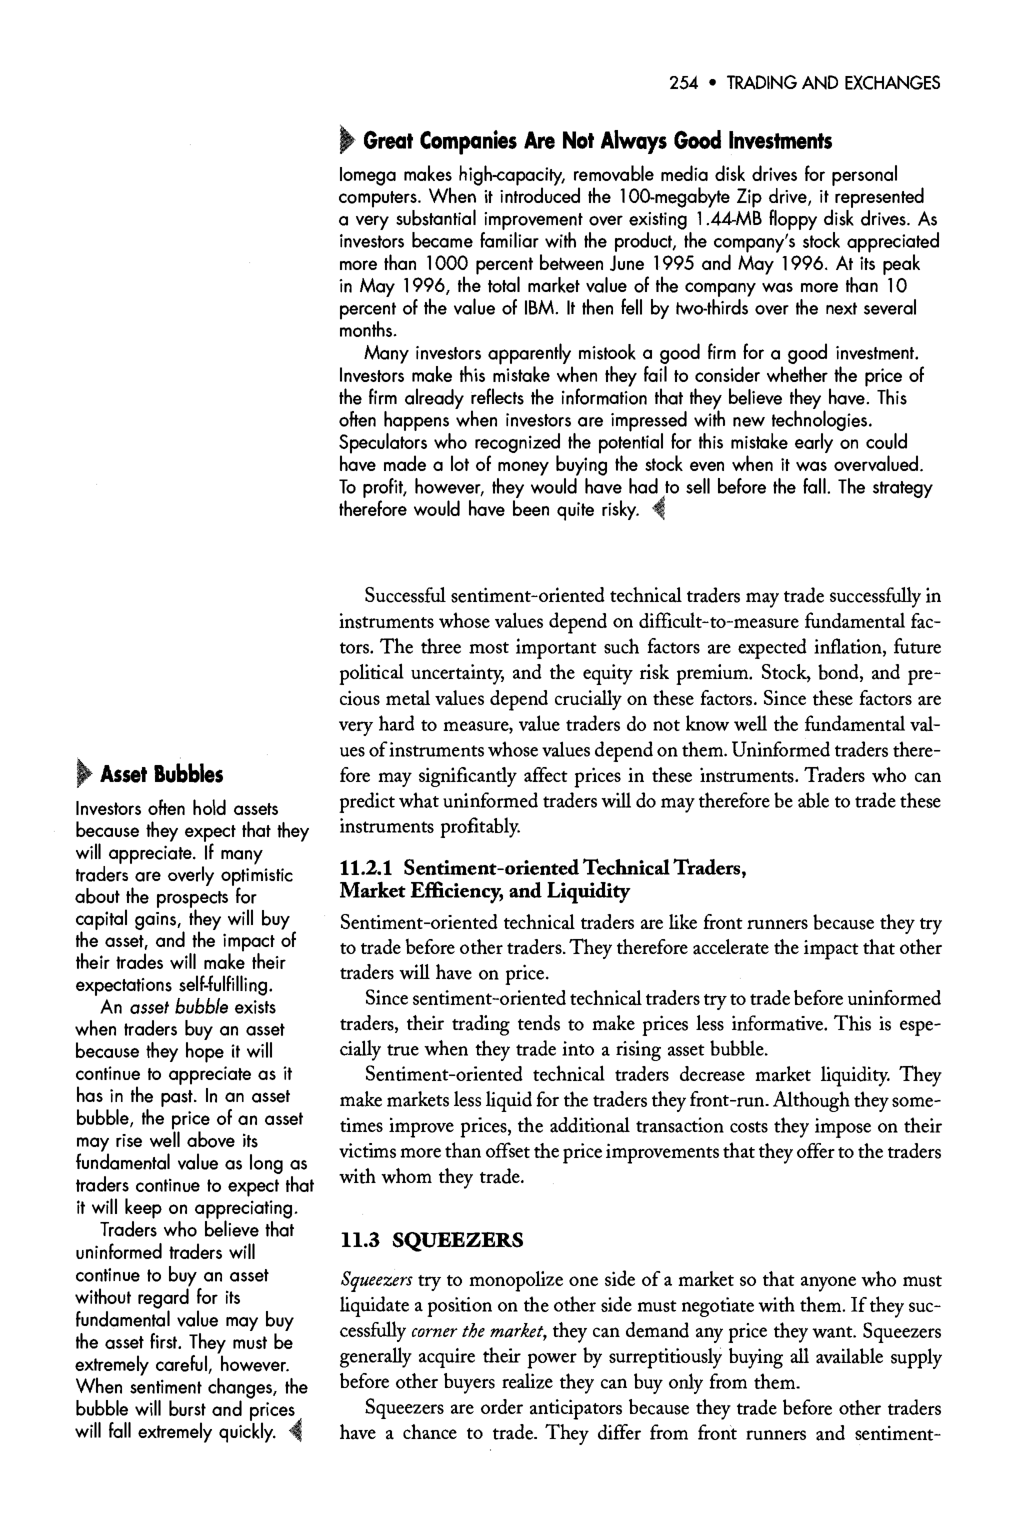 254 • TRADING AND EXCHANGES
Great Companies Are Not Always Good Investments
Iomega makes high-capacity, removable media disk drives for personal
computers. When it introduced the 100-megabyte Zip drive, it represented
a very substantial improvement over existing 1.44-MB floppy disk drives. As
investors became familiar with the product, the company's stock appreciated
more than 1000 percent between June 1995 and May 1996. At its peak
in May 1996, the total market value of the company was more than 10
percent of the value of IBM. It then fell by two-thirds over the next several
months.
Many investors apparently mistook a good firm for a good investment.
Investors make this mistake when they fail to consider whether the price of
the firm already reflects the information that they believe they have. This
often happens when investors are impressed with new technologies.
Speculators who recognized the potential for this mistake early on could
have made a lot of money buying the stock even when it was overvalued.
To profit, however, they would have had to sell before the fall. The strategy
therefore would have been quite risky.
Successful sentiment-oriented technical traders may trade successfully in
instruments whose values depend on difficult-to-measure fundamental fac-
tors. The three most important such factors are expected inflation, future
political uncertainty, and the equity risk premium. Stock, bond, and pre-
cious metal values depend crucially on these factors. Since these factors are
very hard to measure, value traders do not know well the fundamental val-
ues of instruments whose values depend on them. Uninformed traders there-
fore may significantly affect prices in these instruments. Traders who can
predict what uninformed traders will do may therefore be able to trade these
instruments profitably.
11.2.1 Sentiment-oriented Technical Traders,
Market Efficiency, and Liquidity
Sentiment-oriented technical traders are like front runners because they try
to trade before other traders. They therefore accelerate the impact that other
traders will have on price.
Since sentiment-oriented technical traders try to trade before uninformed
traders, their trading tends to make prices less informative. This is espe-
cially true when they trade into a rising asset bubble.
Sentiment-oriented technical traders decrease market liquidity. They
make markets less liquid for the traders they front-run. Although they some-
times improve prices, the additional transaction costs they impose on their
victims more than offset the price improvements that they offer to the traders
with whom they trade.
11.3 SQUEEZERS
Squeezers try to monopolize one side of a market so that anyone who must
liquidate a position on the other side must negotiate with them. If they suc-
cessfully corner the market, they can demand any price they want. Squeezers
generally acquire their power by surreptitiously buying all available supply
before other buyers realize they can buy only from them.
Squeezers are order anticipators because they trade before other traders
have a chance to trade. They differ from front runners and sentiment-
Asset Bubbles
Investors often hold assets
because they expect that they
will appreciate. If many
traders are overly optimistic
about the prospects for
capital gains, they will buy
the asset, and the impact of
their trades will make their
expectations self-fulfilling.
An asset bubble exists
when traders buy an asset
because they hope it will
continue to appreciate as it
has in the past. In an asset
bubble, the price of an asset
may rise well above its
fundamental value as long as
traders continue to expect that
it will keep on appreciating.
Traders who believe that
uninformed traders will
continue to buy an asset
without regard for its
fundamental value may buy
the asset first. They must be
extremely careful, however.
When sentiment changes, the
bubble will burst and prices
will fall extremely quickly.